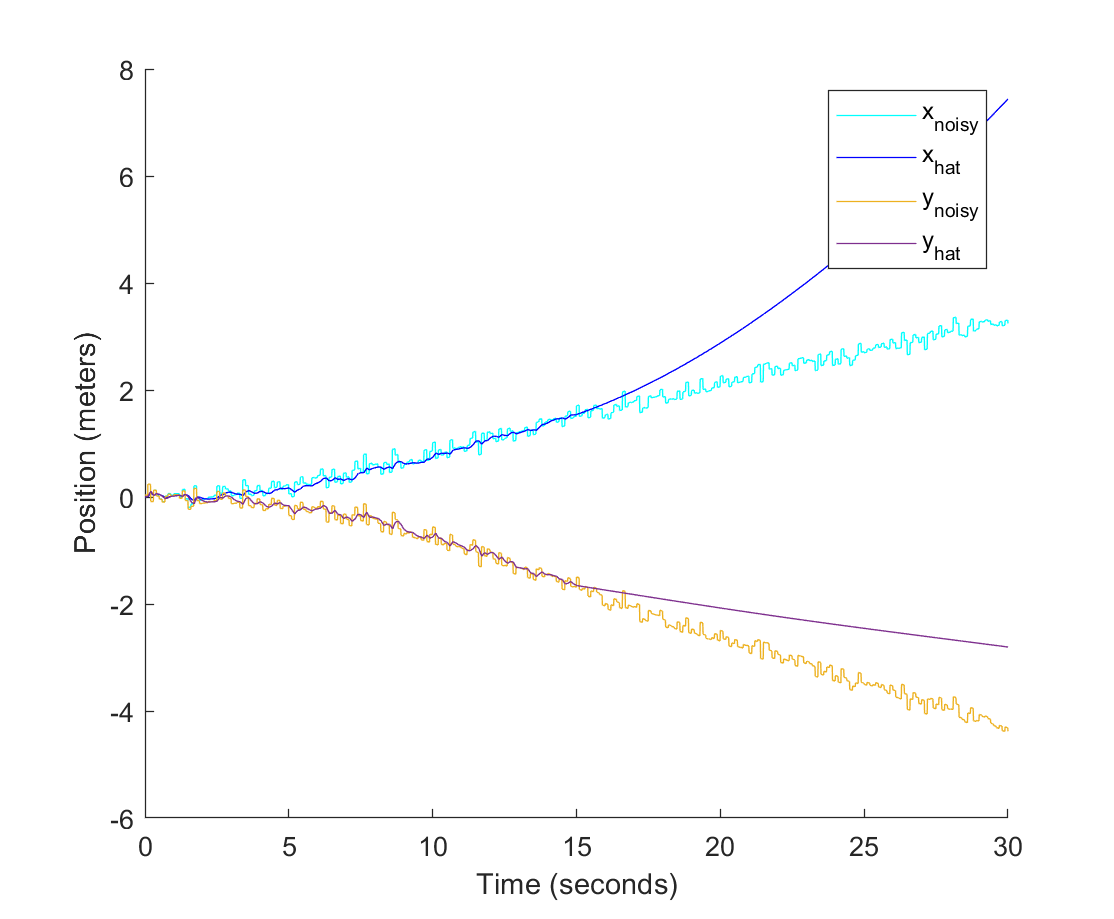 8
6
4
2
0
-2
-4
-6
Position (meters)
x_noisy
x_hat
y_noisy
y_hat
0 5 10 15 20 25 30
Time (seconds)